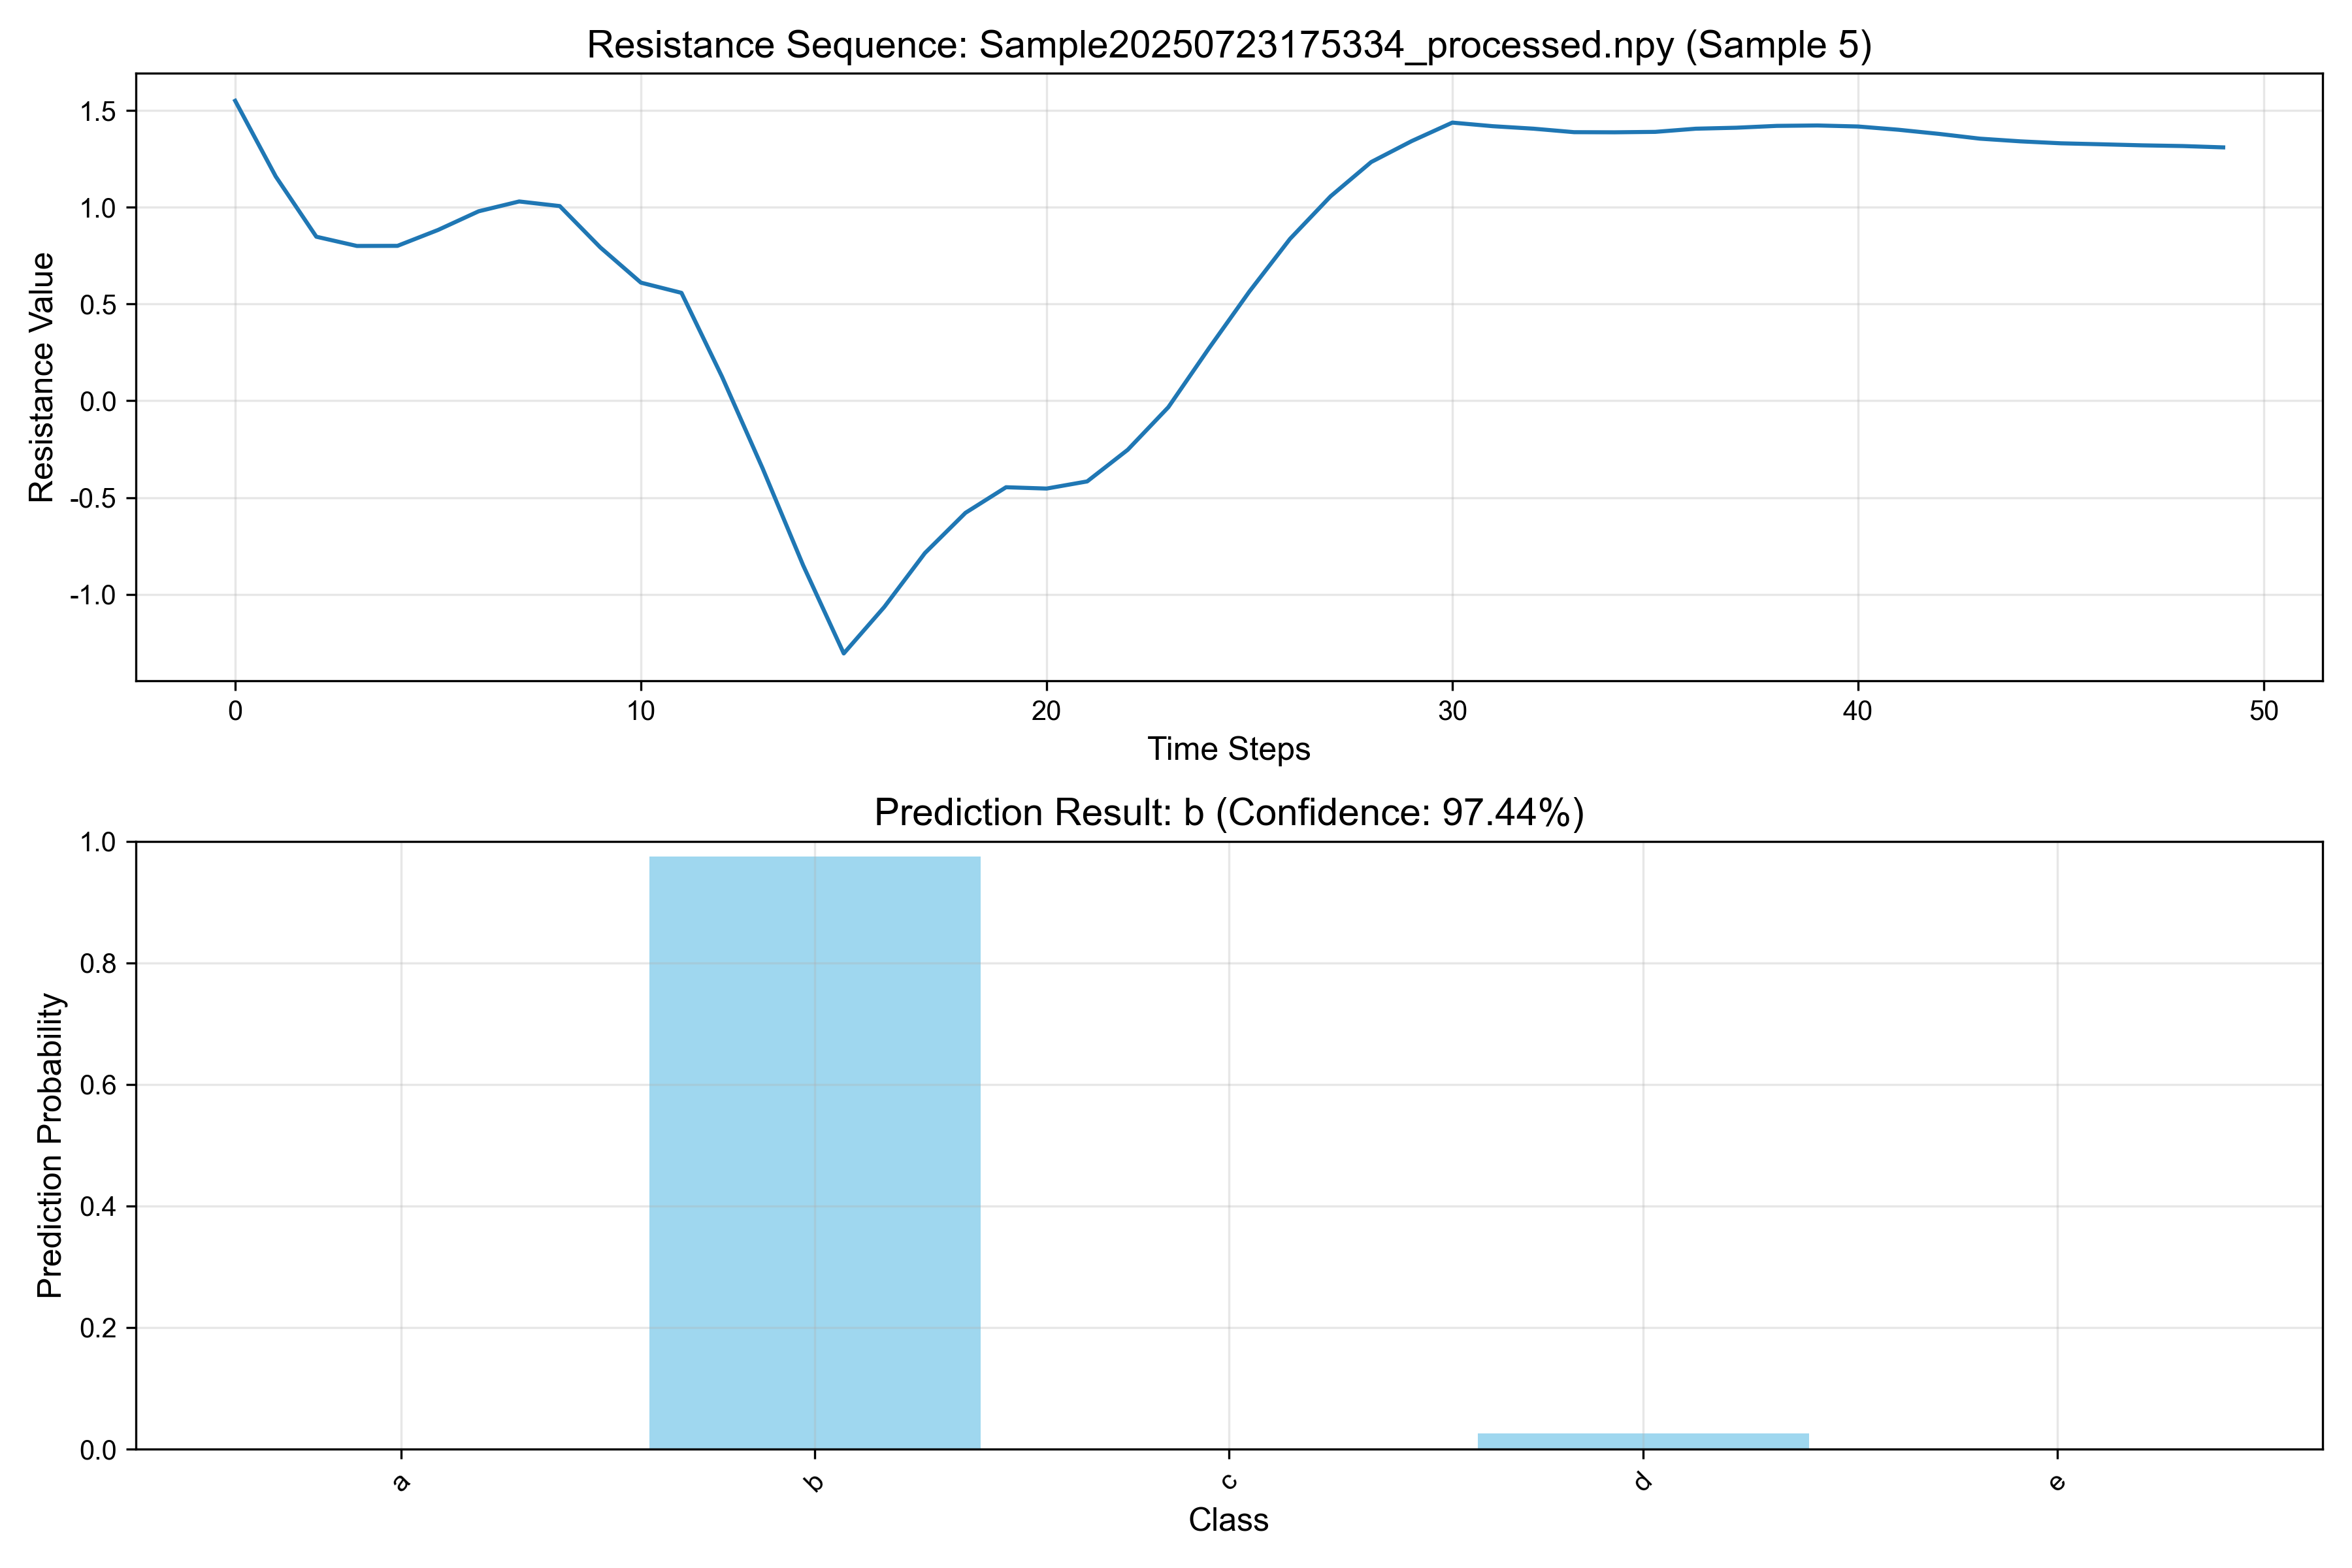 Resistance Sequence: Sample20250723175334_processed.npy (Sample 5)
Resistance Value
1.5
1.0
0.5
0.0
-0.5
-1.0
0 10 20 30 40 50
Time Steps
Prediction Result: b (Confidence: 97.44%)
Prediction Probability
1.0
0.8
0.6
0.4
0.2
0.0
a b c d e
Class